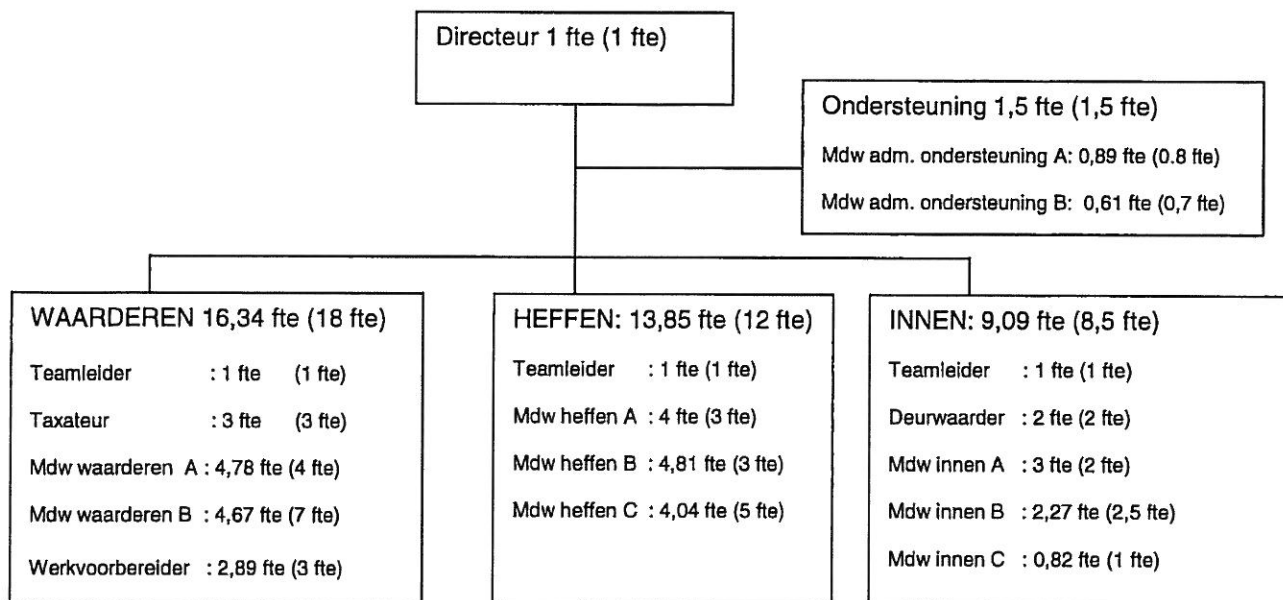 Directeur 1 fte (1 fte)
Ondersteuning 1,5 fte (1,5 fte)
Mdw adm. ondersteuning A: 0,89 fte (0.8 fte)
Mdw adm. ondersteuning B: 0,61 fte (0,7 fte)
WAARDEREN 16,34 fte (18 fte)
Teamleider : 1 fte (1 fte)
Taxateur : 3 fte (3 fte)
Mdw waarderen A : 4,78 fte (4 fte)
Mdw waarderen B : 4,67 fte (7 fte)
Werkvoorbereider : 2,89 fte (3 fte)
HEFFEN: 13,85 fte (12 fte)
Teamleider : 1 fte (1 fte)
Mdw heffen A : 4 fte (3 fte)
Mdw heffen B : 4,81 fte (3 fte)
Mdw heffen C : 4,04 fte (5 fte)
INNEN: 9,09 fte (8,5 fte)
Teamleider : 1 fte (1 fte)
Deurwaarder : 2 fte (2 fte)
Mdw innen A : 3 fte (2 fte)
Mdw innen B : 2,27 fte (2,5 fte)
Mdw innen C : 0,82 fte (1 fte)